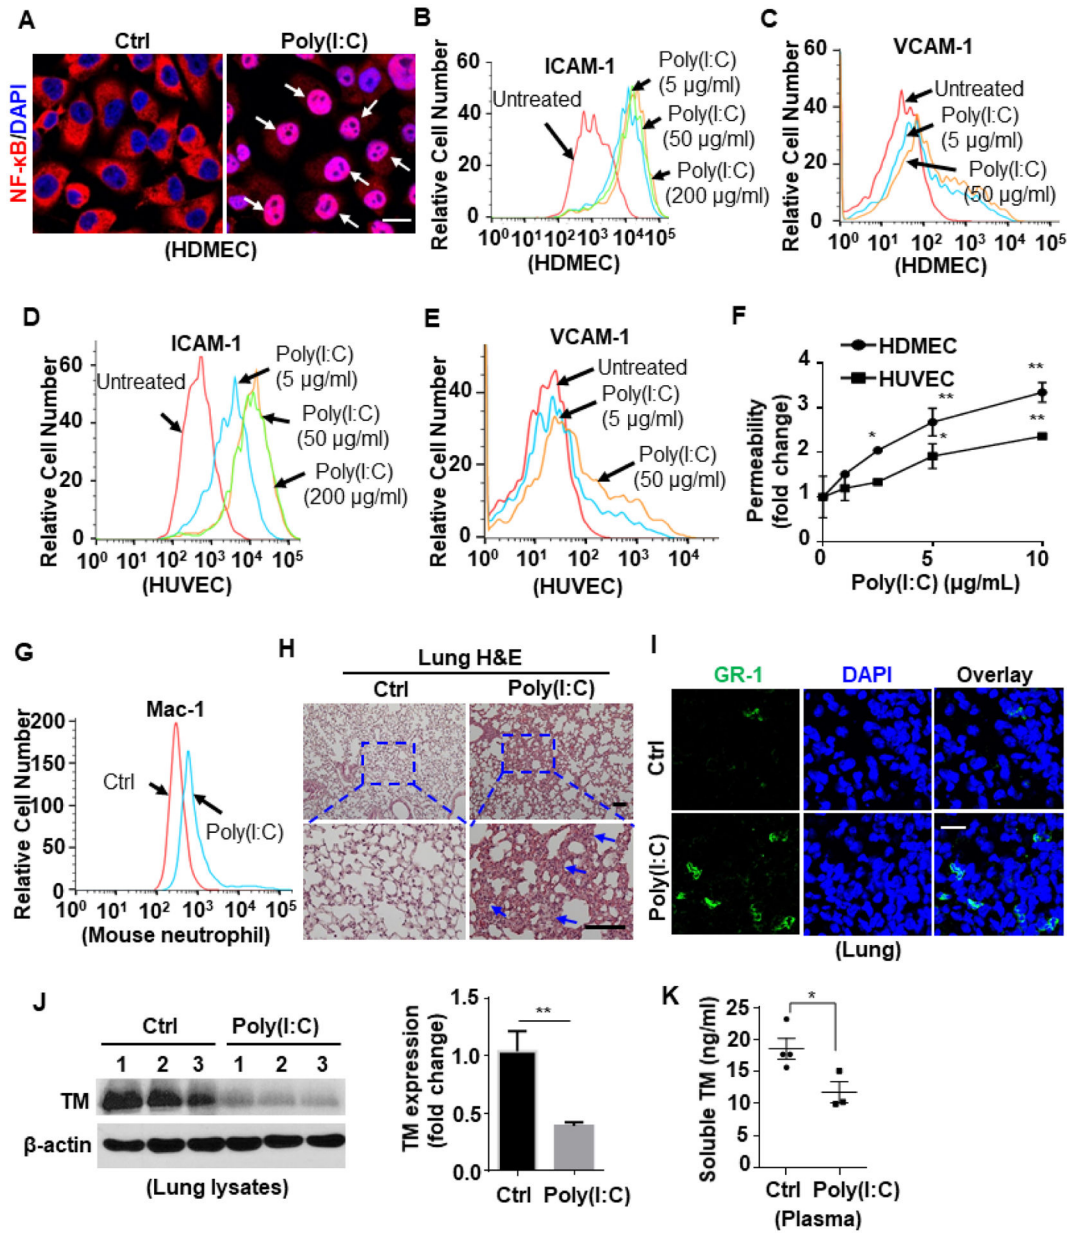 A
Ctrl
Poly(I:C)
NF-κB/DAPI
(HDMEC)
B
Relative Cell Number
60
40
20
0
ICAM-1
Untreated
Poly(I:C)
(5 µg/ml)
Poly(I:C)
(50 µg/ml)
Poly(I:C)
(200 µg/ml)
10⁰ 10¹ 10² 10³ 10⁴ 10⁵
(HDMEC)
C
Relative Cell Number
60
40
20
0
VCAM-1
Untreated
Poly(I:C)
(5 µg/ml)
Poly(I:C)
(50 µg/ml)
10⁰ 10¹ 10² 10³ 10⁴ 10⁵
(HDMEC)
D
Relative Cell Number
60
40
20
0
ICAM-1
Untreated
Poly(I:C)
(5 µg/ml)
Poly(I:C)
(50 µg/ml)
Poly(I:C)
(200 µg/ml)
10⁰ 10¹ 10² 10³ 10⁴ 10⁵
(HUVEC)
E
Relative Cell Number
40
20
0
VCAM-1
Untreated
Poly(I:C)
(5 µg/ml)
Poly(I:C)
(50 µg/ml)
10⁰ 10¹ 10² 10³ 10⁴
(HUVEC)
F
HDMEC
HUVEC
Permeability
(fold change)
4
3
2
1
0
*
**
*
**
**
0 5 10
Poly(I:C) (µg/mL)
G
Relative Cell Number
200
150
100
50
0
Mac-1
Ctrl
Poly(I:C)
10⁰ 10¹ 10² 10³ 10⁴ 10⁵
(Mouse neutrophil)
H
Lung H&E
Ctrl
Poly(I:C)
I
GR-1
DAPI
Overlay
Ctrl
Poly(I:C)
(Lung)
J
Ctrl
Poly(I:C)
1 2 3 1 2 3
TM
β-actin
(Lung lysates)
TM expression
(fold change)
1.5
1.0
0.5
0.0
**
Ctrl Poly(I:C)
K
Soluble TM (ng/ml)
25
20
15
10
5
0
*
Ctrl Poly(I:C)
(Plasma)